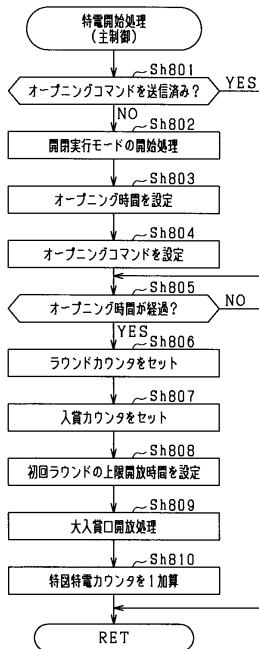 特電開始処理
(主制御)
Sh801
オープニングコマンドを送信済み？
YES
NO
Sh802
開閉実行モードの開始処理
Sh803
オープニング時間を設定
Sh804
オープニングコマンドを設定
Sh805
オープニング時間が経過？
NO
YES
Sh806
ラウンドカウンタをセット
Sh807
入賞カウンタをセット
Sh808
初回ラウンドの上限開放時間を設定
Sh809
大入賞口開放処理
Sh810
特図特電カウンタを1加算
RET